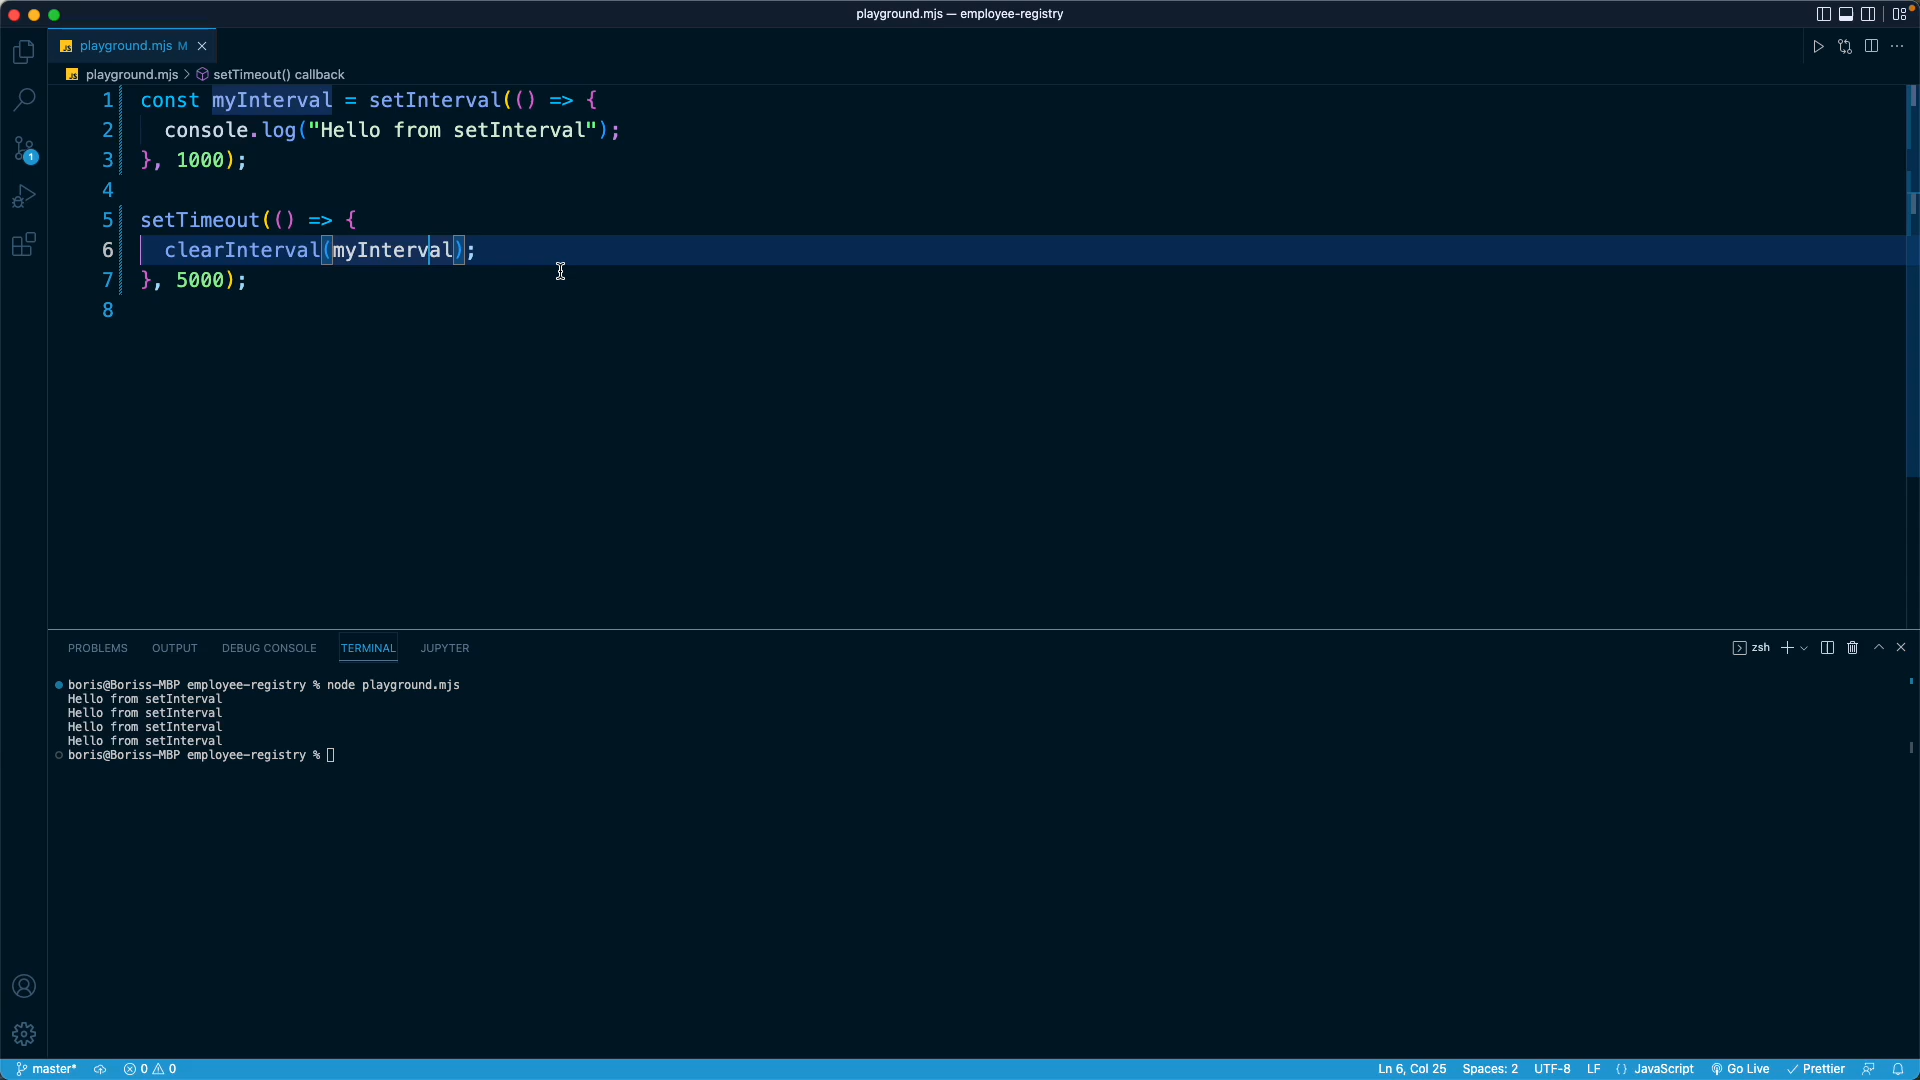 playground.mjs — employee-registry
JS playground.mjs M
JS playground.mjs > setTimeout() callback
1 const myInterval = setInterval(() => {
2 console.log("Hello from setInterval");
3 }, 1000);
4
5 setTimeout(() => {
6 clearInterval(myInterval);
7 }, 5000);
8
1
PROBLEMS OUTPUT DEBUG CONSOLE TERMINAL JUPYTER zsh
boris@Boriss-MBP employee-registry % node playground.mjs
Hello from setInterval
Hello from setInterval
Hello from setInterval
Hello from setInterval
boris@Boriss-MBP employee-registry %
master* 0 0 Ln 6, Col 25 Spaces: 2 UTF-8 LF {} JavaScript Go Live Prettier